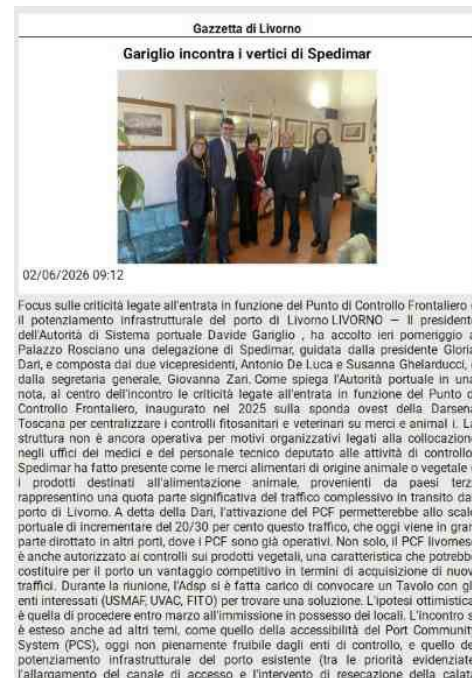 Gazzetta di Livorno
Gariglio incontra i vertici di Spedimar
02/06/2026 09:12
Focus sulle criticità legate all'entrata in funzione del Punto di Controllo Frontaliero
il potenziamento infrastrutturale del porto di Livorno LIVORNO — Il presidente
dell'Autorità di Sistema portuale Davide Gariglio , ha accolto ieri pomeriggio a
Palazzo Rosciano una delegazione di Spedimar, guidata dalla presidente Gloria
Dari, e composta dai due vicepresidenti, Antonio De Luca e Susanna Ghelarducci,
dalla segretaria generale, Giovanna Zari. Come spiega l'Autorità portuale in una
nota, al centro dell'incontro le criticità legate all'entrata in funzione del Punto d
Controllo Frontaliero, inaugurato nel 2025 sulla sponda ovest della Darsena
Toscana per centralizzare i controlli fitosanitari e veterinari su merci e animal i. La
struttura non è ancora operativa per motivi organizzativi legati alla collocazione
negli uffici dei medici e del personale tecnico deputato alle attività di controllo.
Spedimar ha fatto presente come le merci alimentari di origine animale o vegetale
i prodotti destinati all'alimentazione animale, provenienti da paesi terzi
rappresentino una quota parte significativa del traffico complessivo in transito dal
porto di Livorno. A detta della Dari, l'attivazione del PCF permetterebbe allo scalo
portuale di incrementare del 20/30 per cento questo traffico, che oggi viene in gran
parte dirottato in altri porti, dove i PCF sono già operativi. Non solo, il PCF livornese
è anche autorizzato ai controlli sui prodotti vegetali, una caratteristica che potrebbe
costituire per il porto un vantaggio competitivo in termini di acquisizione di nuov
traffici. Durante la riunione, l'Adsp si è fatta carico di convocare un Tavolo con gl
enti interessati (USMAF, UVAC, FITO) per trovare una soluzione. L'ipotesi ottimistica
è quella di procedere entro marzo all'immissione in possesso dei locali. L'incontro s
è esteso anche ad altri temi, come quello della accessibilità del Port Community
System (PCS), oggi non pienamente fruibile dagli enti di controllo, e quello de
potenziamento infrastrutturale del porto esistente (tra le priorità evidenziate
l'allargamento del canale di accesso e l'intervento di resecazione della calata